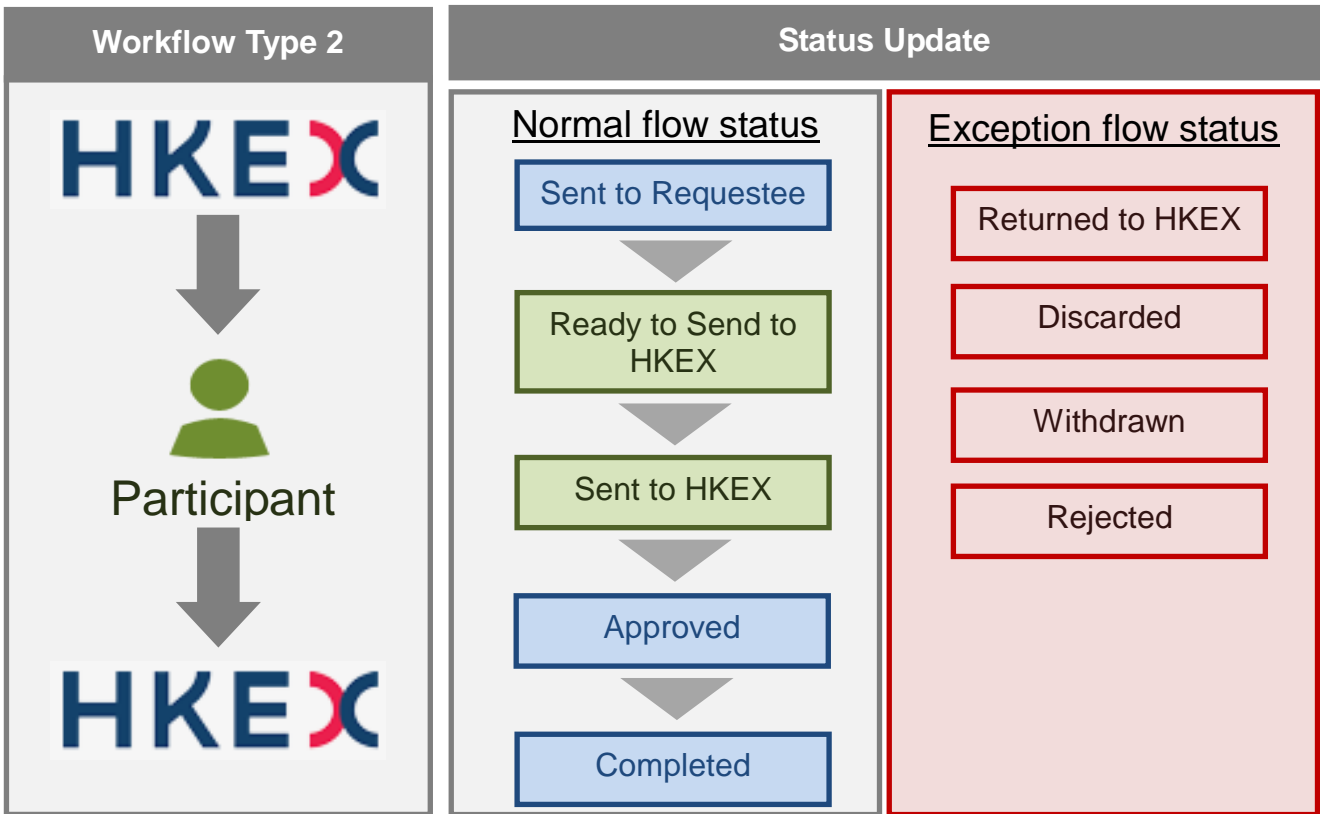 Workflow Type 2
HKEX
Participant
HKEX
Status Update
Normal flow status
Sent to Requestee
Ready to Send to
HKEX
Sent to HKEX
Approved
Completed
Exception flow status
Returned to HKEX
Discarded
Withdrawn
Rejected